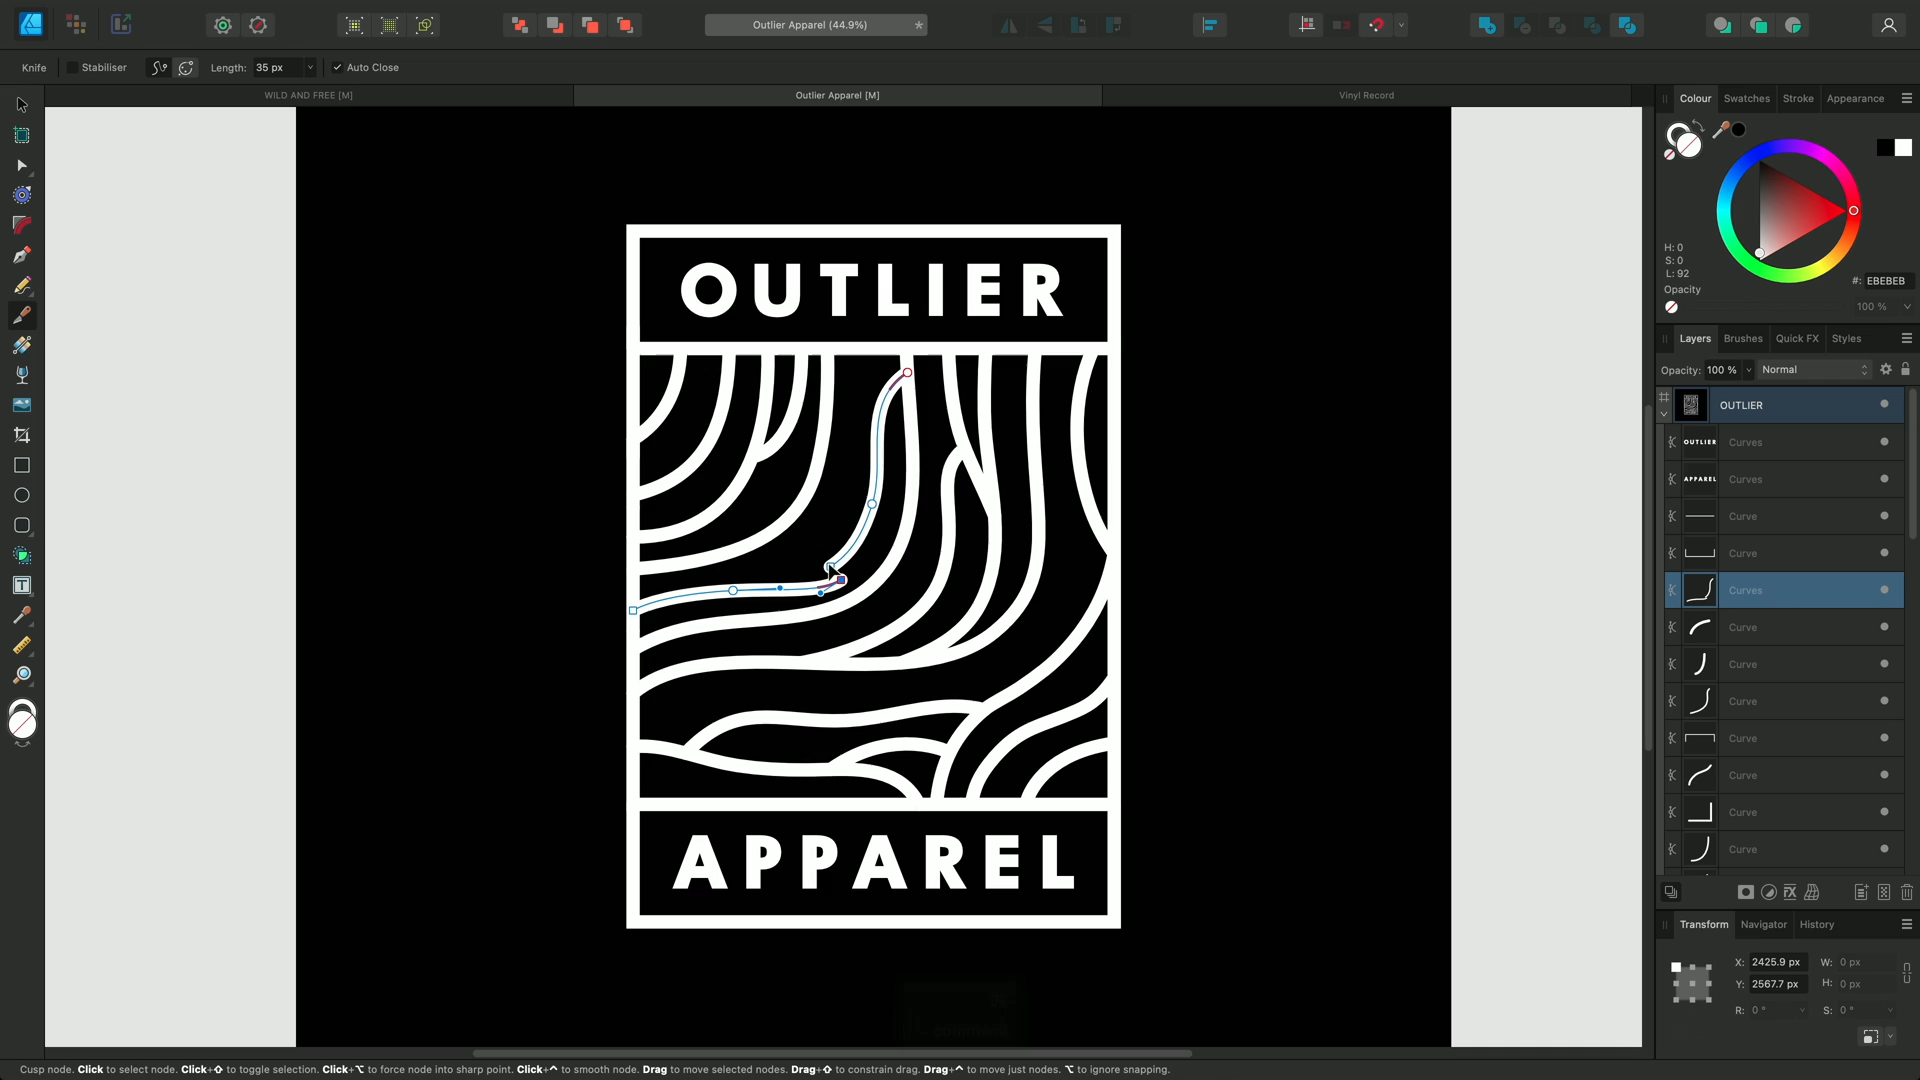 Outlier Apparel (44.9%) *
Knife Stabiliser Length: 35 px Auto Close
WILD AND FREE [M] Outlier Apparel [M] Vinyl Record
Colour Swatches Stroke Appearance
H: 0
S: 0
L: 92
#: EBEBEB
Opacity
100 %
Layers Brushes Quick FX Styles
Opacity: 100 % Normal
OUTLIER
OUTLIER Curves
APPAREL Curves
Curve
Curve
Curves
Curve
Curve
Curve
Curve
Curve
Curve
Curve
Transform Navigator History
X: 2425.9 px W: 0 px
Y: 2567.7 px H: 0 px
R: 0 ° S: 0 °
OUTLIER
APPAREL
Cusp node. Click to select node. Click+⇧ to toggle selection. Click+⌥ to force node into sharp point. Click+⌃ to smooth node. Drag to move selected nodes. Drag+⇧ to constrain drag. Drag+⌃ to move just nodes. ⌥ to ignore snapping.